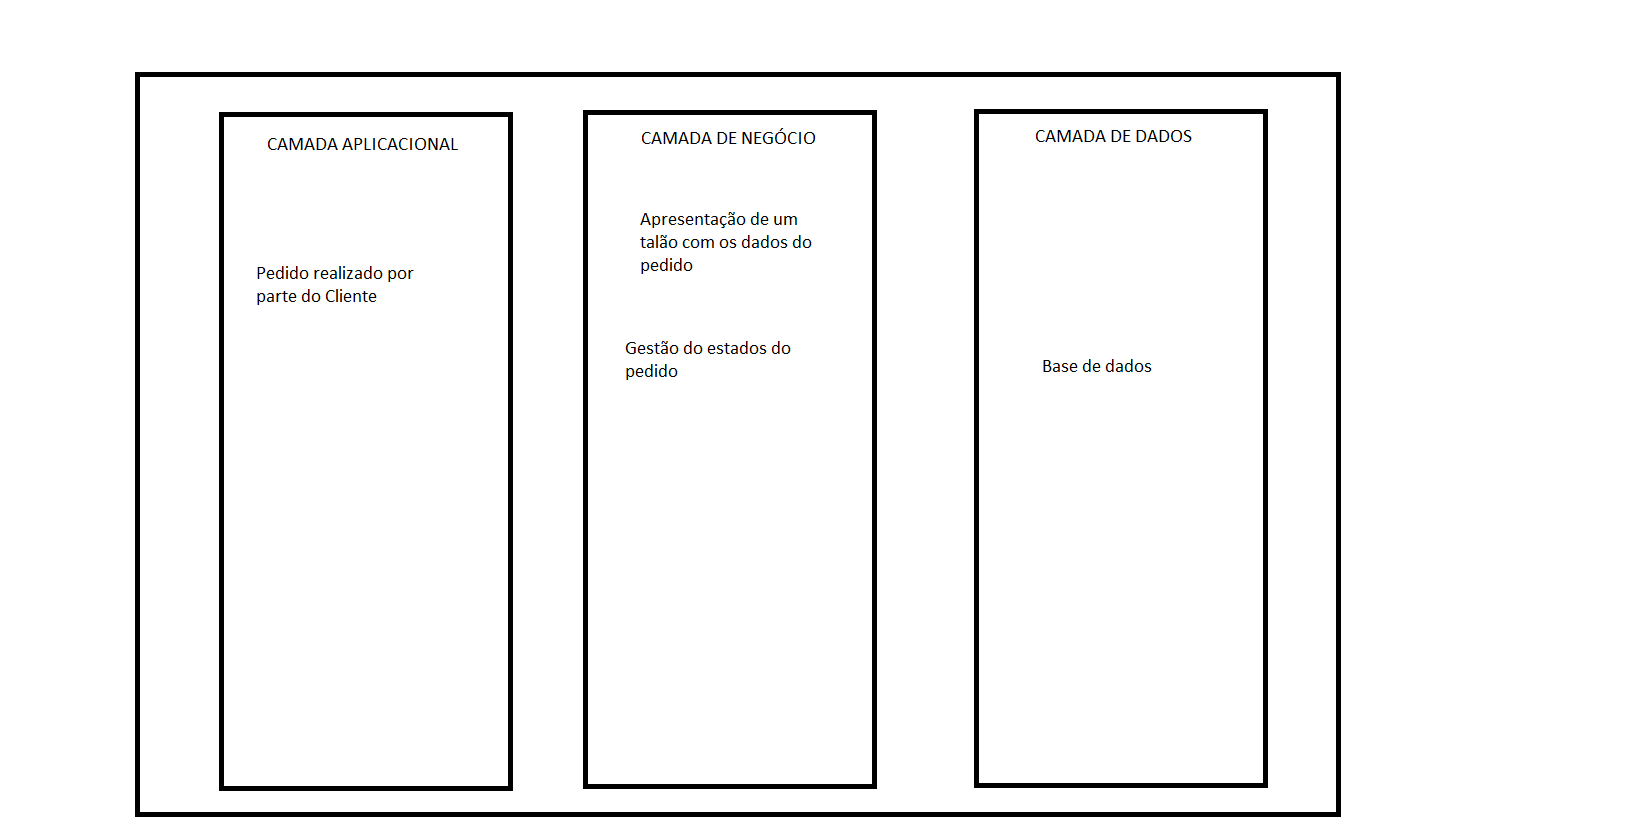 CAMADA APLICACIONAL
Pedido realizado por
parte do Cliente
CAMADA DE NEGÓCIO
Apresentação de um
talão com os dados do
pedido
Gestão do estados do
pedido
CAMADA DE DADOS
Base de dados